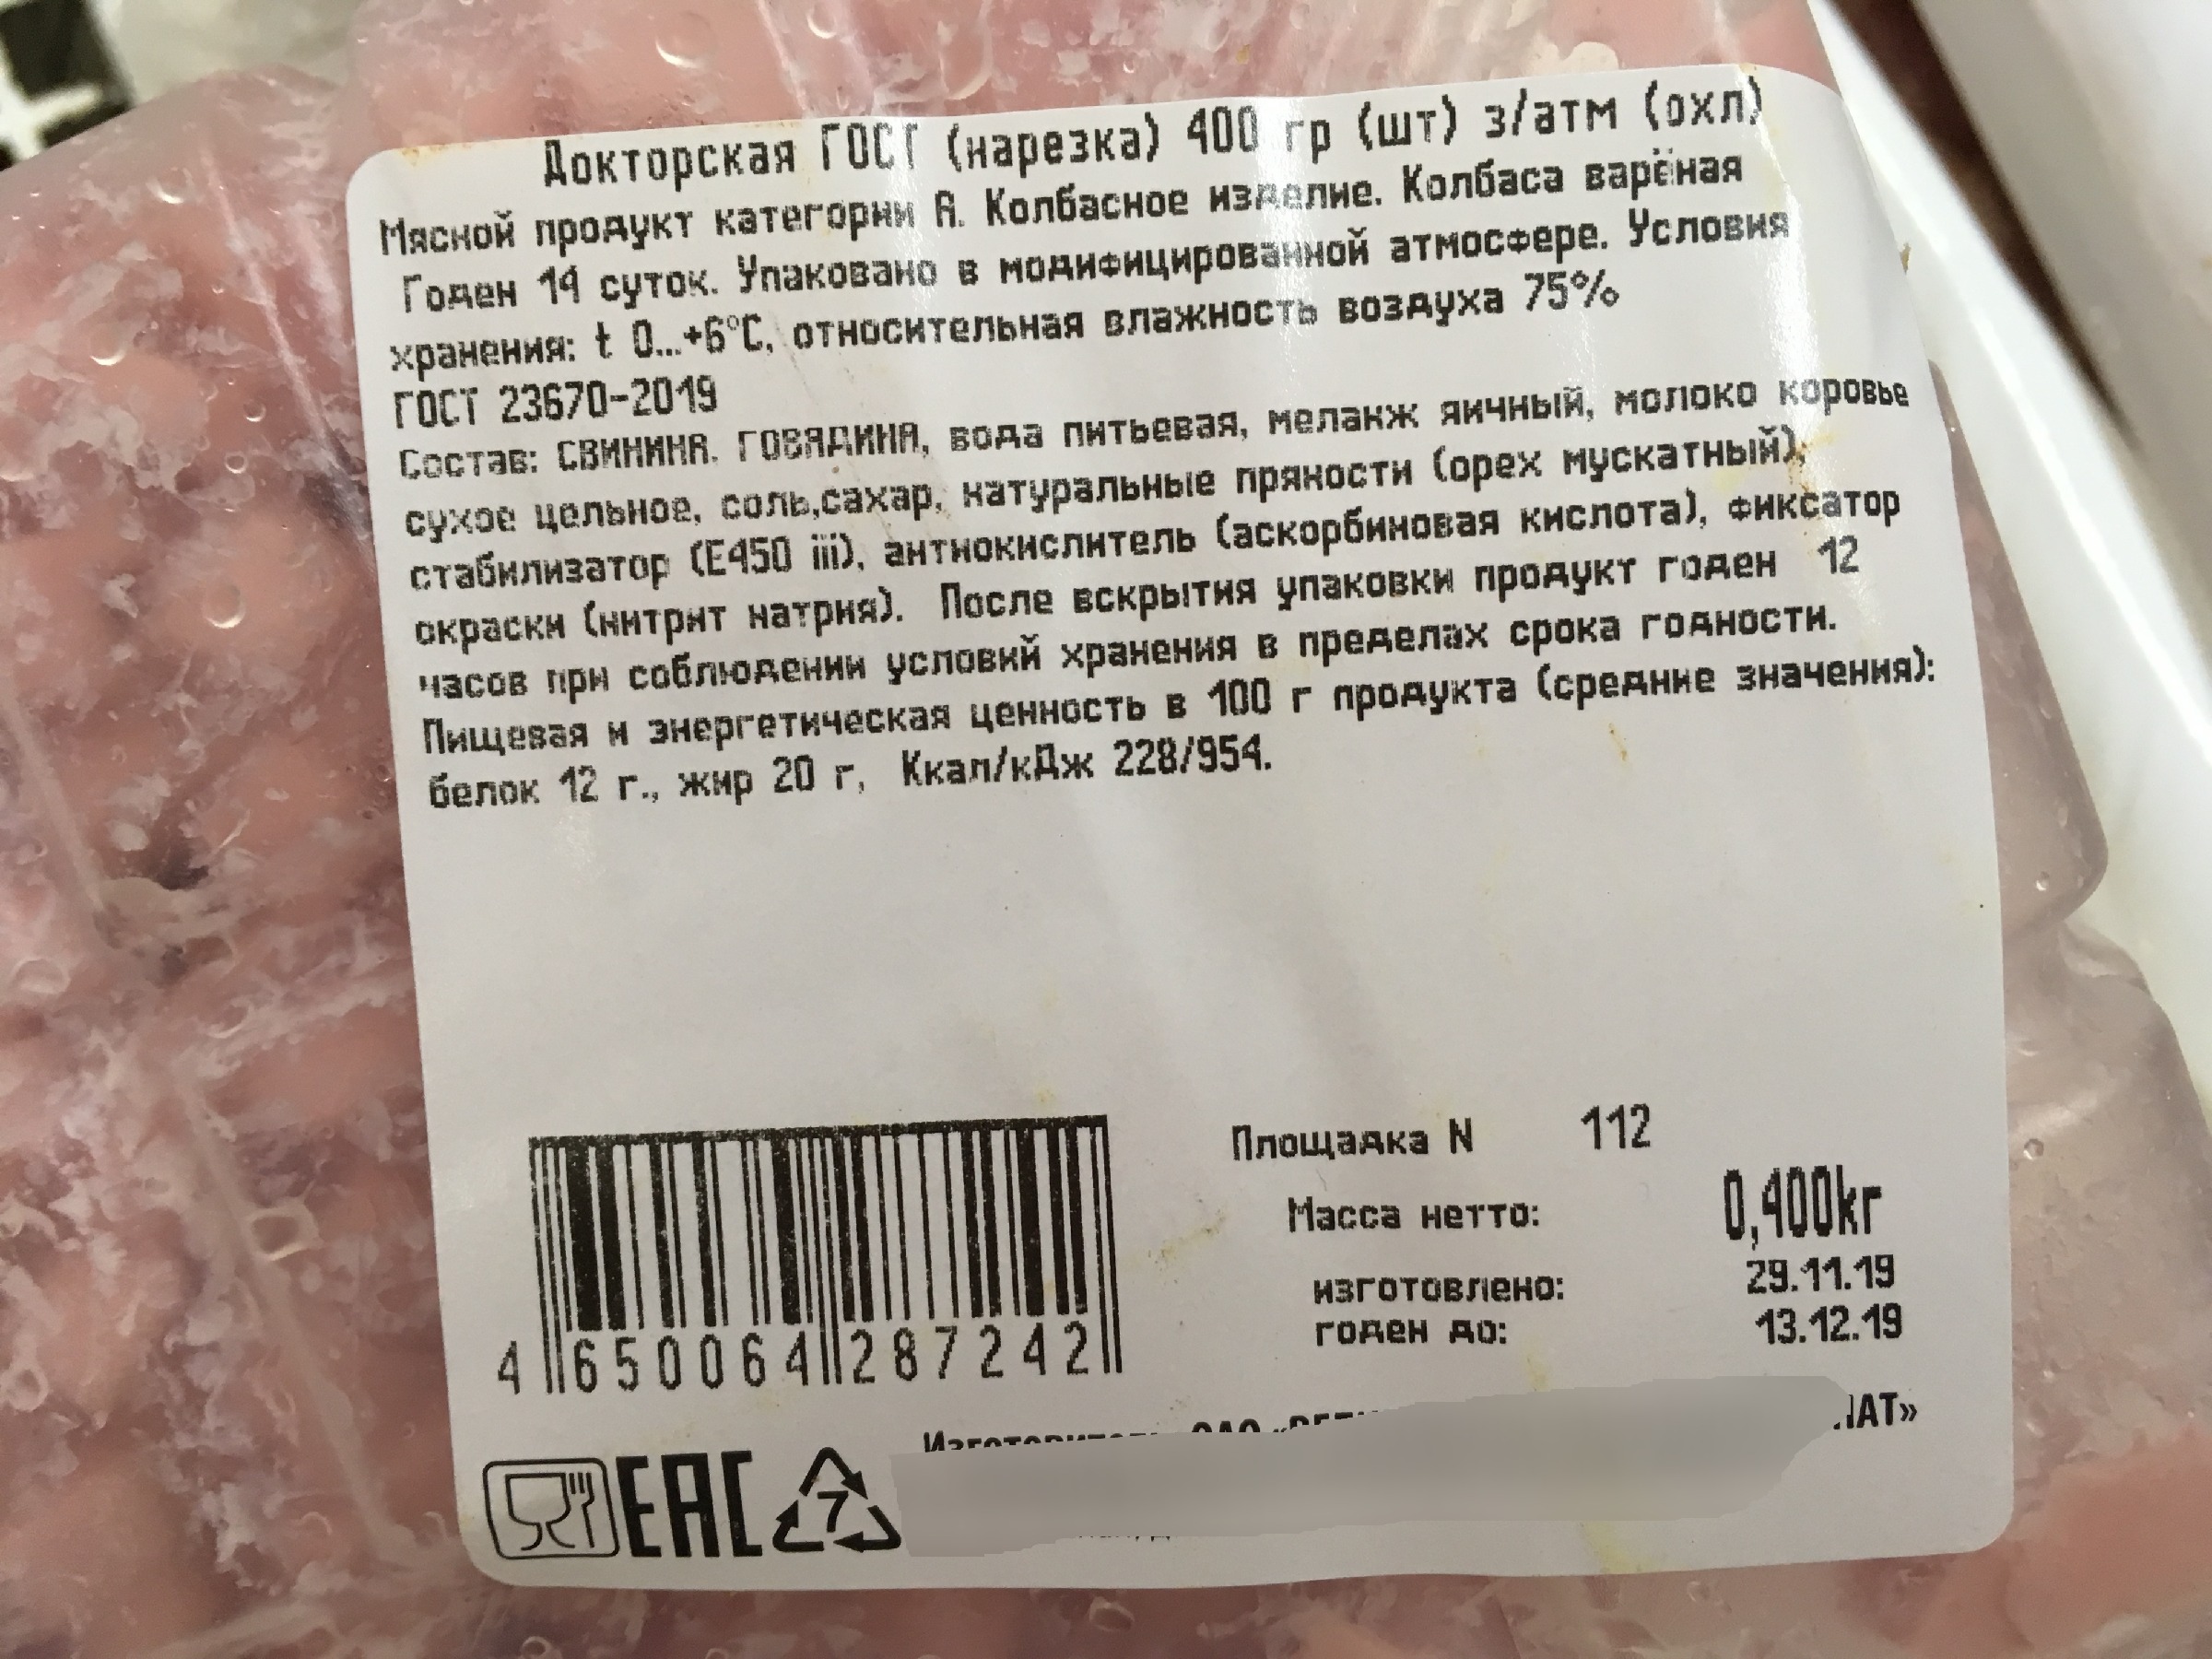 Докторская ГОСТ (нарезка) 400 гр (шт) з/атм (охл)
Мясной продукт категории А. Колбасное изделие. Колбаса варёная
Годен 14 суток. Упаковано в модифицированной атмосфере. Условия
хранения: t 0...+6°С, относительная влажность воздуха 75%
ГОСТ 23670-2019
Состав: СВИНИНА. ГОВЯДИНА, вода питьевая, меланж яичный, молоко коровье
сухое цельное, соль,сахар, натуральные пряности (орех мускатный),
стабилизатор (Е450 iii), антиокислитель (аскорбиновая кислота), фиксатор
окраски (нитрит натрия). После вскрытия упаковки продукт годен 12
часов при соблюдении условий хранения в пределах срока годности.
Пищевая и энергетическая ценность в 100 г продукта (средние значения):
белок 12 г., жир 20 г, Ккал/кДж 228/954.
Площадка N 112
Масса нетто: 0,400kг
изготовлено: 29.11.19
годен до: 13.12.19
4 650064 287242
Изготовитель ОАО
EAC 7